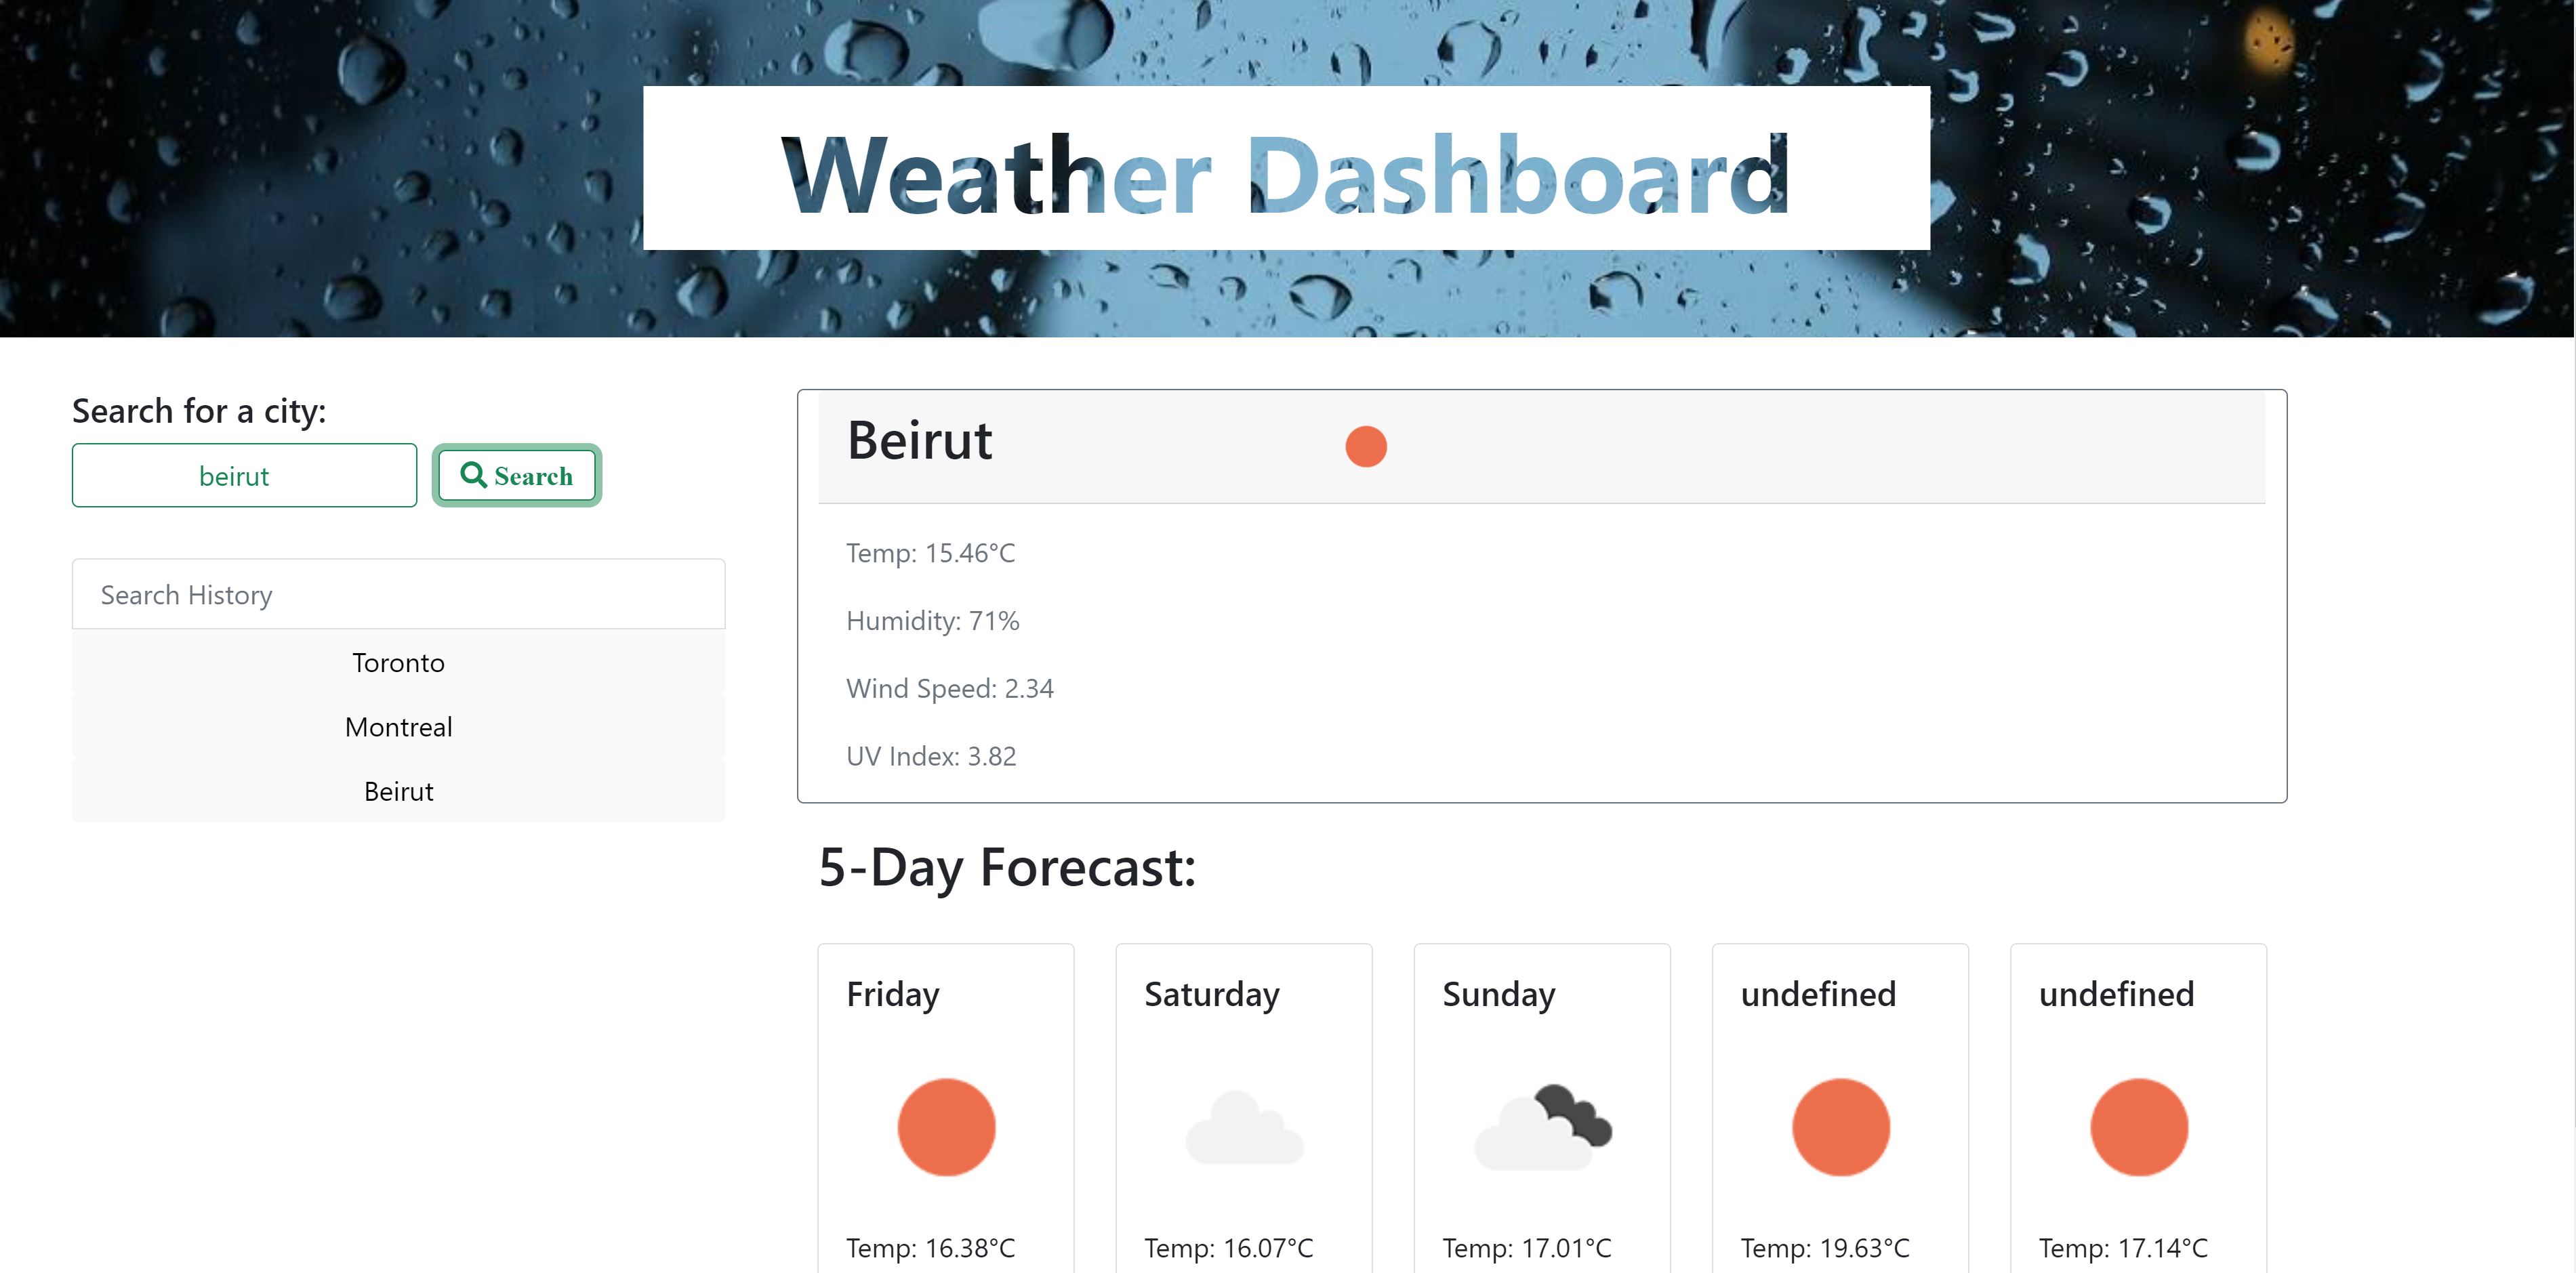 Weather Dashboard
Search for a city:
beirut
Search
Search History
Toronto
Montreal
Beirut
Beirut
Temp: 15.46°C
Humidity: 71%
Wind Speed: 2.34
UV Index: 3.82
5-Day Forecast:
Friday
Temp: 16.38°C
Saturday
Temp: 16.07°C
Sunday
Temp: 17.01°C
undefined
Temp: 19.63°C
undefined
Temp: 17.14°C